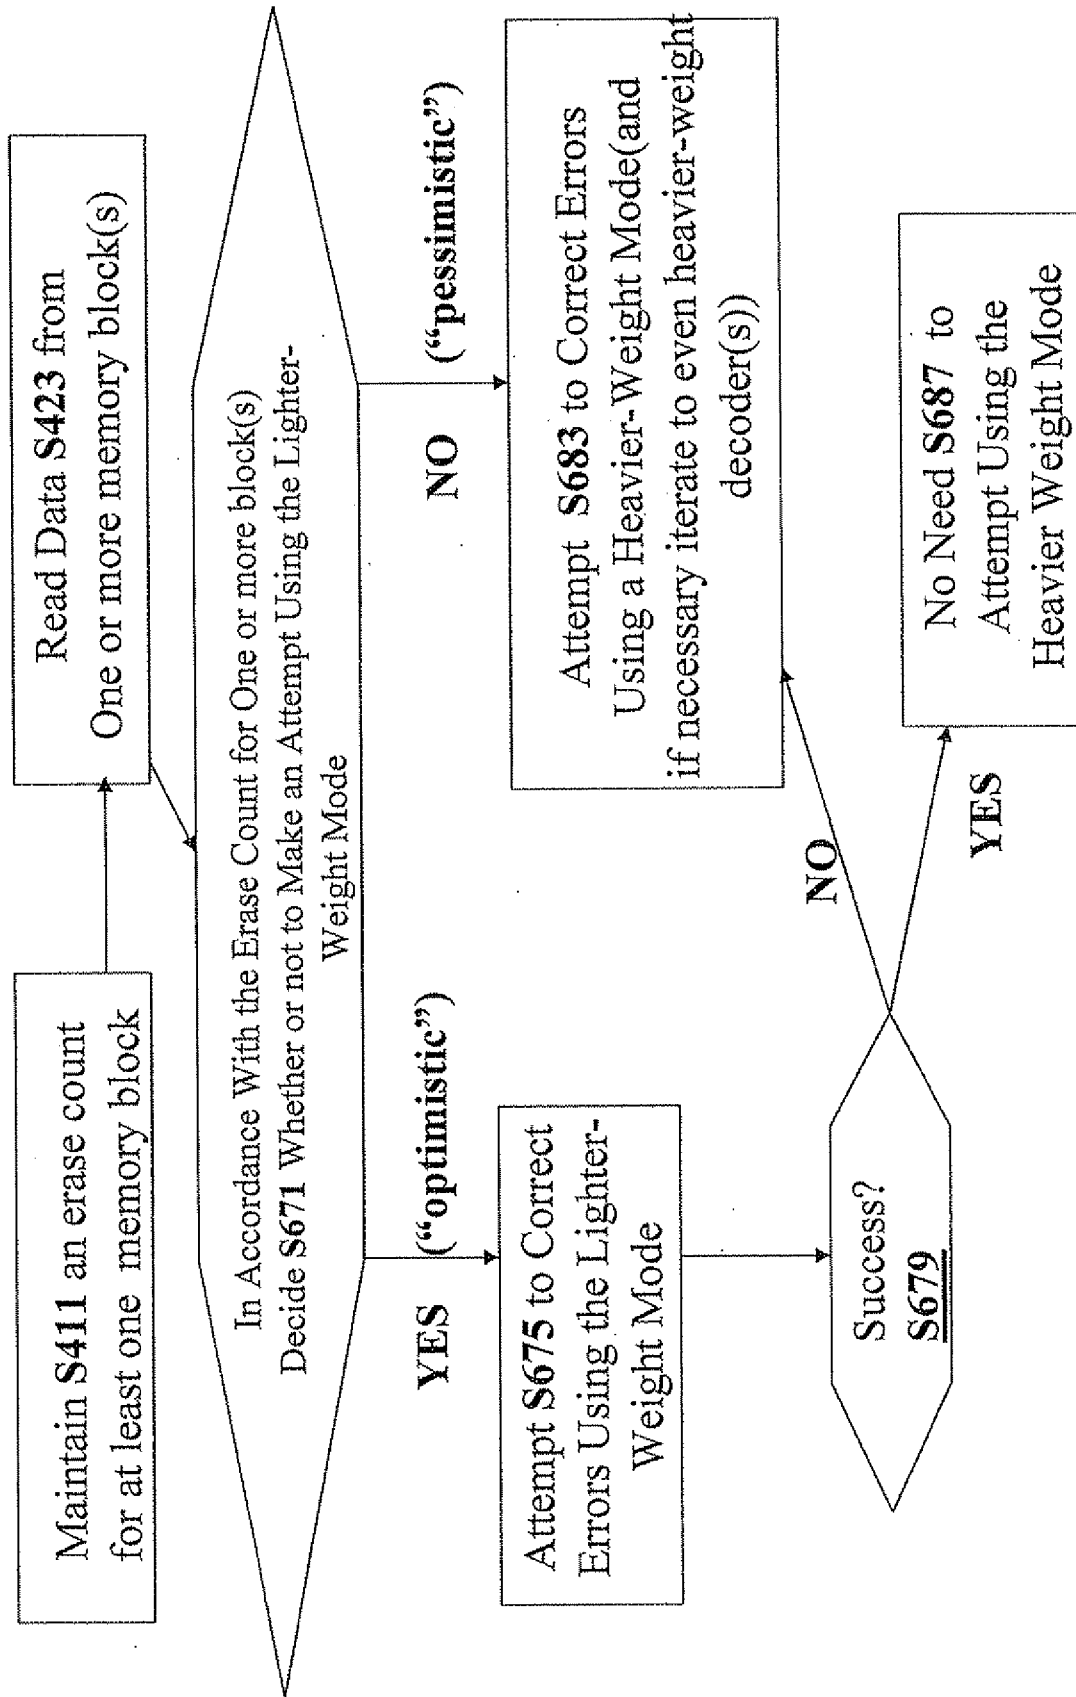 Maintain S411 an erase count
for at least one memory block
Read Data S423 from
One or more memory block(s)
In Accordance With the Erase Count for One or more block(s)
Decide S671 Whether or not to Make an Attempt Using the Lighter-
Weight Mode
YES ("optimistic")
NO ("pessimistic")
Attempt S675 to Correct
Errors Using the Lighter-
Weight Mode
Attempt S683 to Correct Errors
Using a Heavier-Weight Mode(and
if necessary iterate to even heavier-weight
decoder(s))
Success?
S679
NO
YES
No Need S687 to
Attempt Using the
Heavier Weight Mode